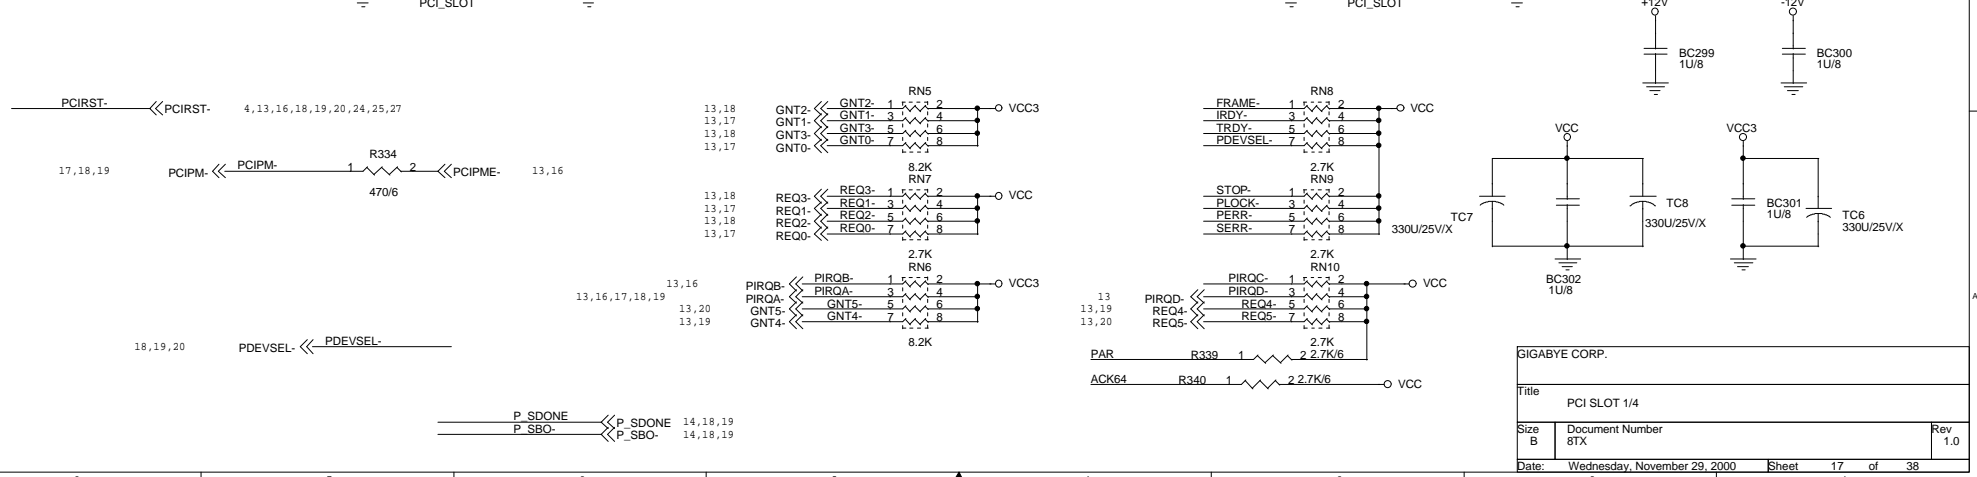 PCI_SLOT
PCI_SLOT
+12V
-12V
BC299
1U/8
BC300
1U/8
PCIRST-
PCIRST-
4,13,16,18,19,20,24,25,27
17,18,19
PCIPM-
PCIPM-
1
R334
2
470/6
PCIPME-
13,16
RN5
13,18 GNT2- GNT2- 1 2 VCC3
13,17 GNT1- GNT1- 3 4
13,18 GNT3- GNT3- 5 6
13,17 GNT0- GNT0- 7 8
8.2K
RN7
13,18 REQ3- REQ3- 1 2 VCC
13,17 REQ1- REQ1- 3 4
13,18 REQ2- REQ2- 5 6
13,17 REQ0- REQ0- 7 8
2.7K
RN6
13,16 PIRQB- PIRQB- 1 2 VCC3
13,16,17,18,19 PIRQA- PIRQA- 3 4
13,20 GNT5- GNT5- 5 6
13,19 GNT4- GNT4- 7 8
8.2K
RN8
FRAME- 1 2 VCC
IRDY- 3 4
TRDY- 5 6
PDEVSEL- 7 8
2.7K
RN9
STOP- 1 2
PLOCK- 3 4
PERR- 5 6
SERR- 7 8
2.7K
RN10
PIRQC- 1 2 VCC
13 PIRQD- PIRQD- 3 4
13,19 REQ4- REQ4- 5 6
13,20 REQ5- REQ5- 7 8
2.7K
PAR R339 1 2 2.7K/6
ACK64 R340 1 2 2.7K/6 VCC
VCC
TC7
330U/25V/X
TC8
330U/25V/X
BC302
1U/8
VCC3
BC301
1U/8
TC6
330U/25V/X
18,19,20 PDEVSEL- PDEVSEL-
P_SDONE P_SDONE 14,18,19
P_SBO- P_SBO- 14,18,19
A
GIGABYE CORP.
Title
PCI SLOT 1/4
Size
B
Document Number
8TX
Rev
1.0
Date: Wednesday, November 29, 2000 Sheet 17 of 38